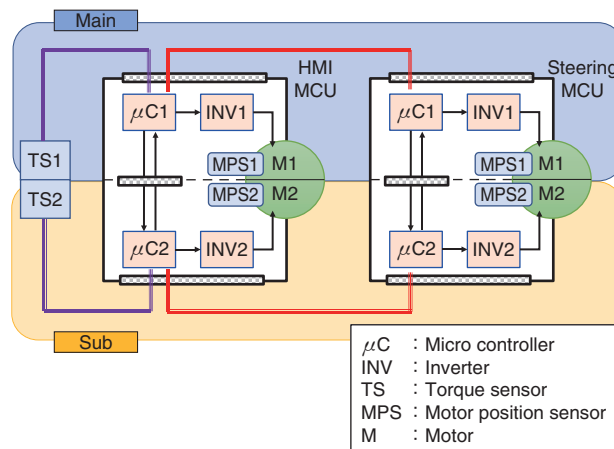 Main
HMI
MCU
Steering
MCU
μC1
INV1
μC1
INV1
TS1
TS2
MPS1
M1
MPS2
M2
MPS1
M1
MPS2
M2
μC2
INV2
μC2
INV2
Sub
μC : Micro controller
INV : Inverter
TS : Torque sensor
MPS : Motor position sensor
M : Motor